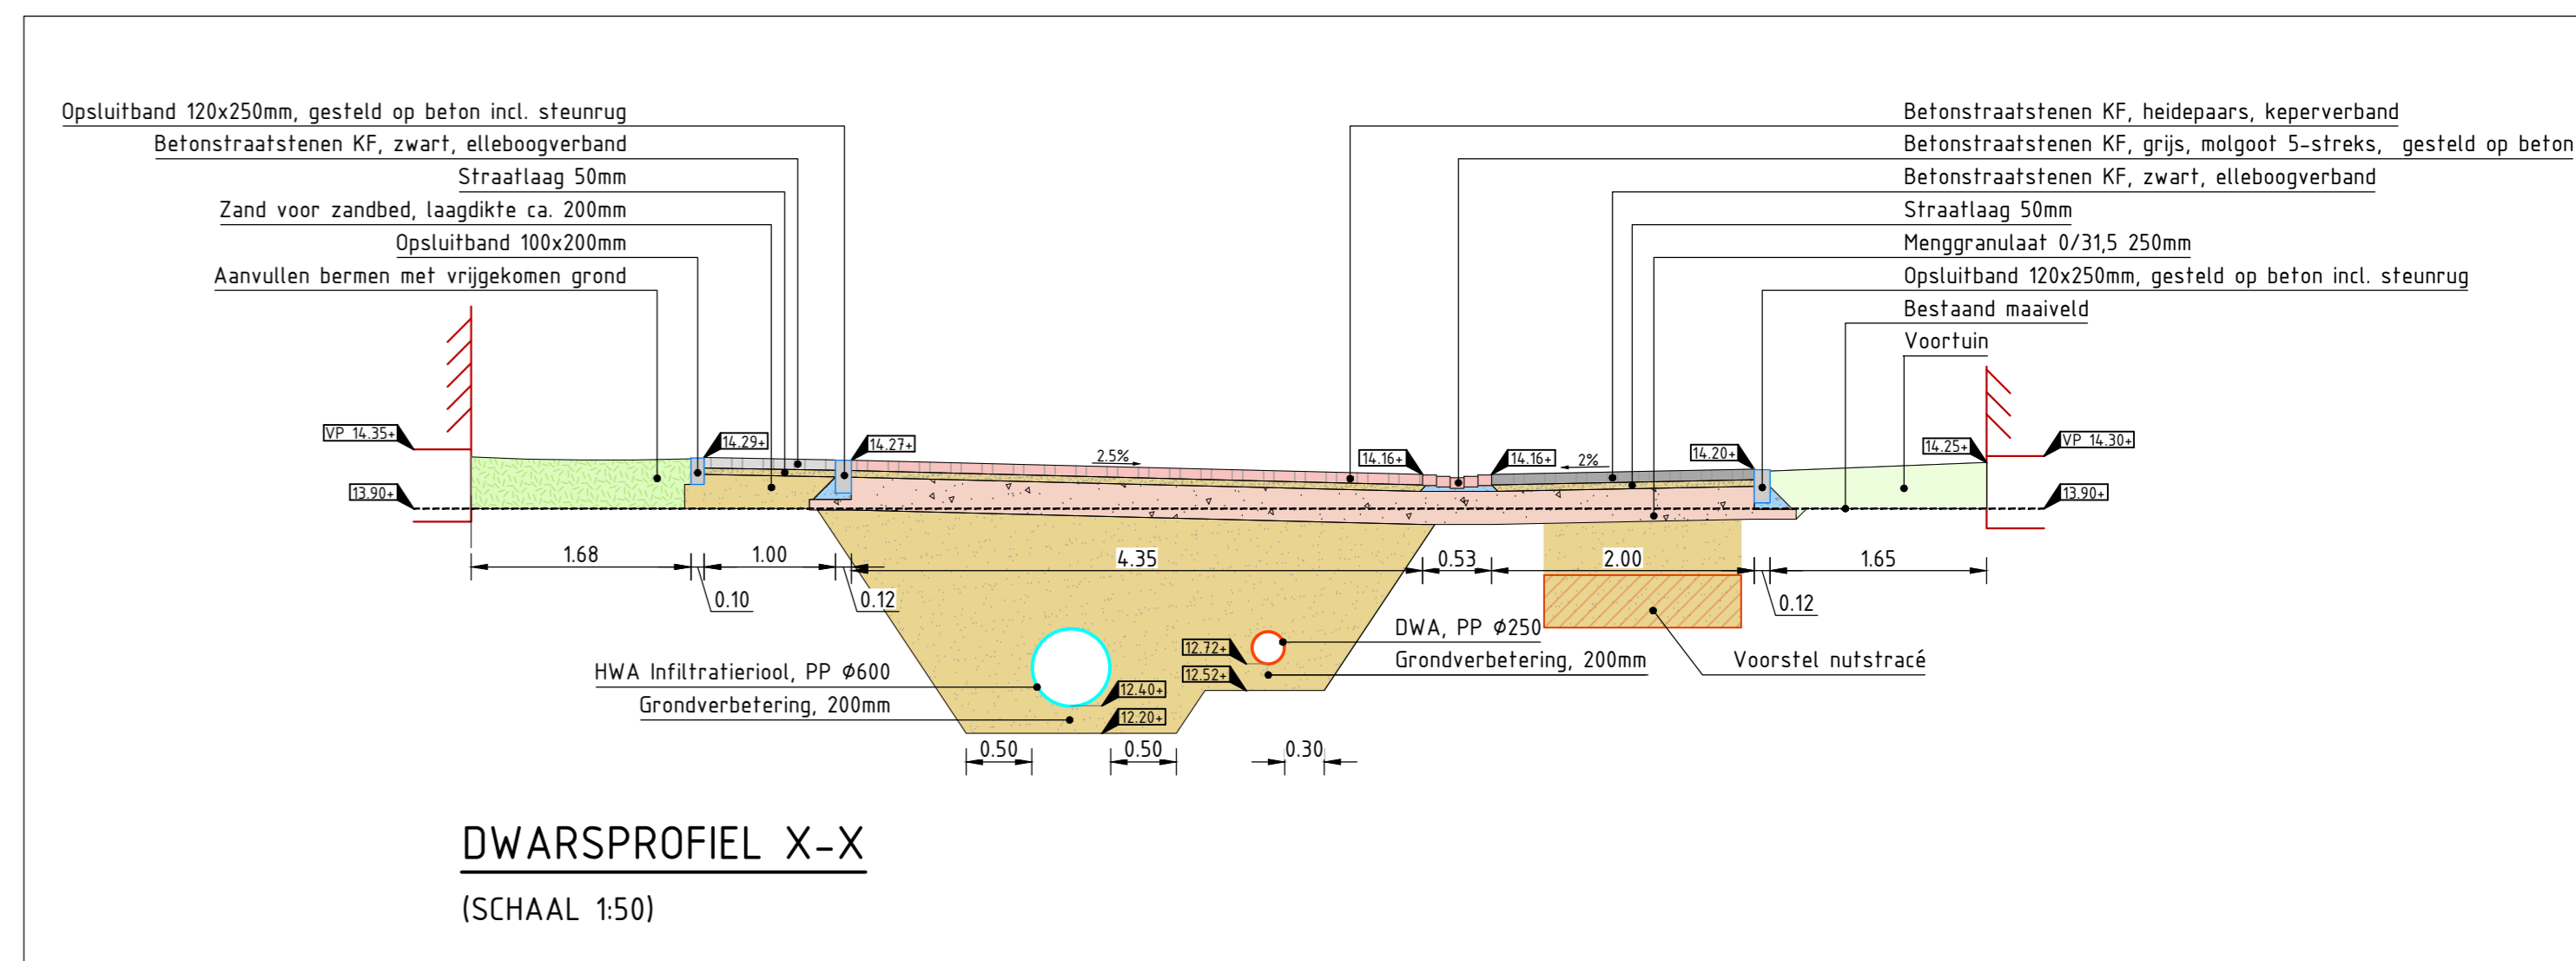 Opsluitband 120x250mm, gesteld op beton incl. steunrug
Betonstraatstenen KF, zwart, elleboogverband
Straatlaag 50mm
Zand voor zandbed, laagdikte ca. 200mm
Opsluitband 100x200mm
Aanvullen bermen met vrijgekomen grond
Betonstraatstenen KF, heidepaars, keperverband
Betonstraatstenen KF, grijs, molgoot 5-streks, gesteld op beton
Betonstraatstenen KF, zwart, elleboogverband
Straatlaag 50mm
Menggranulaat 0/31,5 250mm
Opsluitband 120x250mm, gesteld op beton incl. steunrug
Bestaand maaiveld
Voortuin
VP 14.35+
14.29+
14.27+
2.5%
14.16+
14.16+
2%
14.20+
14.25+
VP 14.30+
13.90+
13.90+
1.68
1.00
4.35
0.53
2.00
1.65
0.10
0.12
0.12
DWA, PP Ø250
12.72+
Grondverbetering, 200mm
12.52+
Voorstel nutstracé
HWA Infiltratieriool, PP Ø600
12.40+
Grondverbetering, 200mm
12.20+
0.50
0.50
0.30
DWARSPROFIEL X-X
(SCHAAL 1:50)